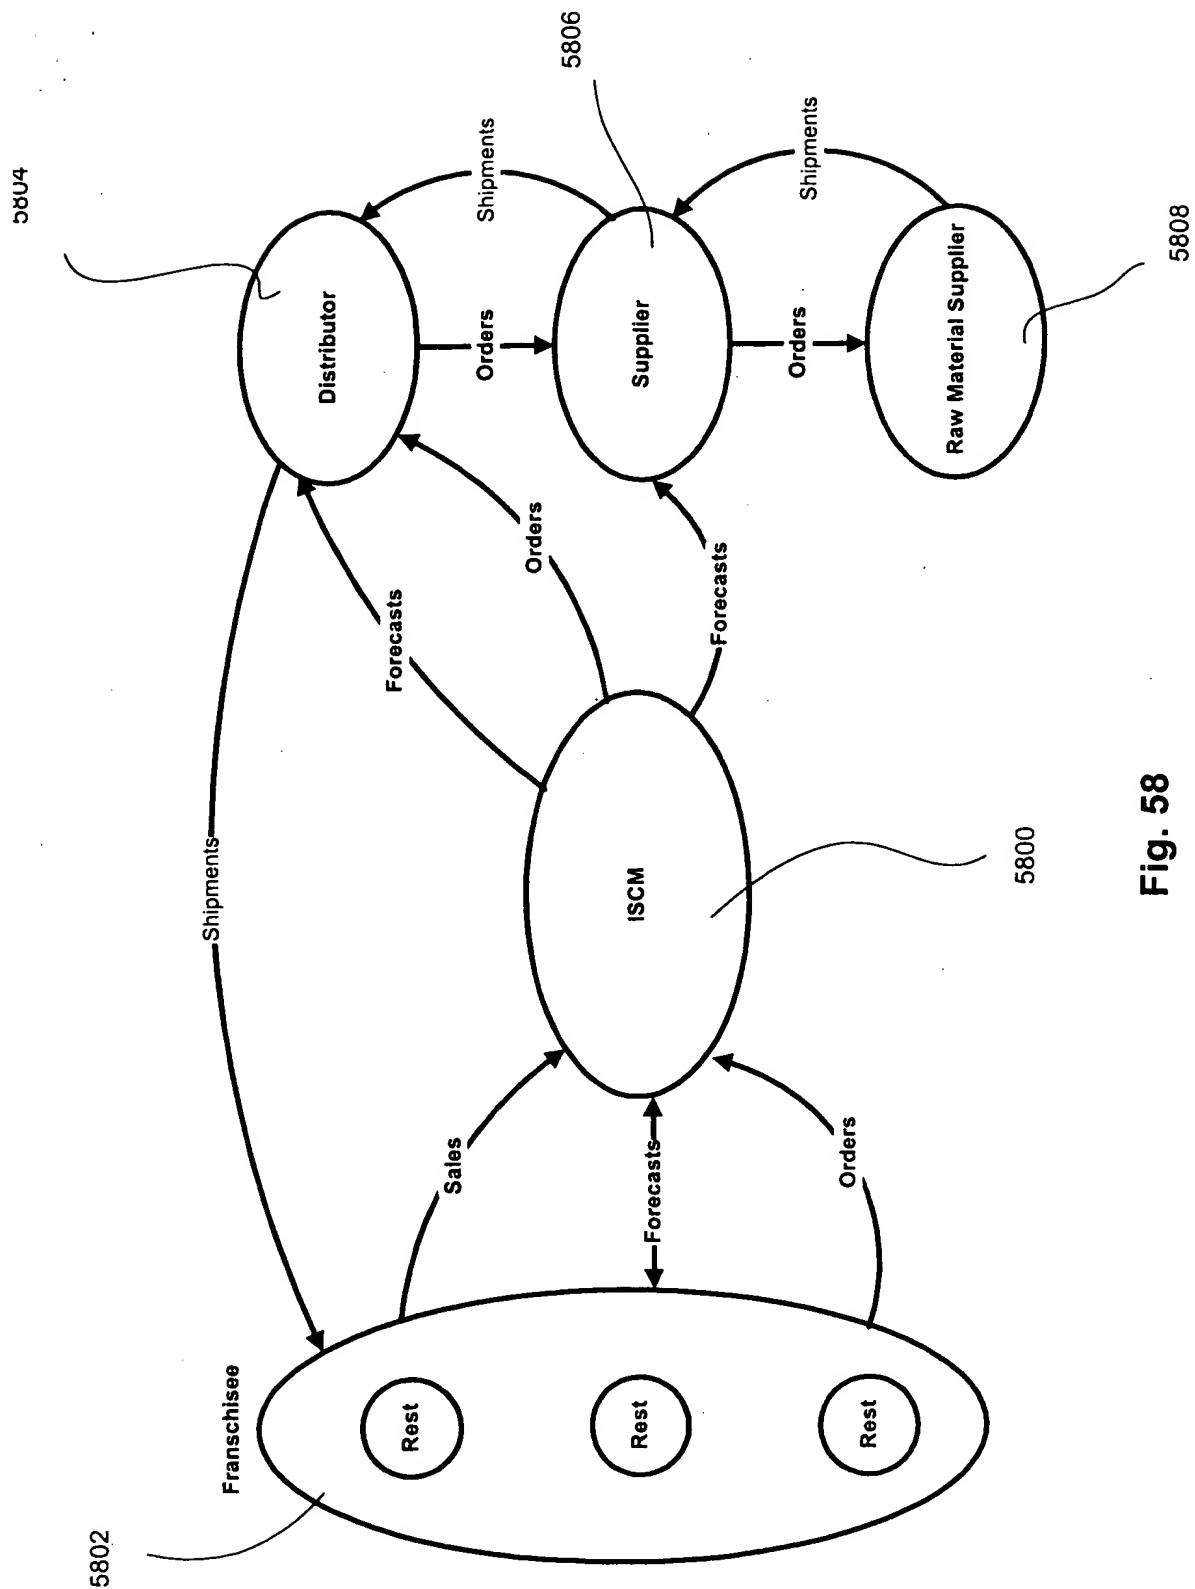 5804
5802
Shipments
Franschisee
Distributor
Forecasts
Rest
Sales
Orders
Shipments
Orders
5806
Rest
ISCM
Supplier
Forecasts
Forecasts
Orders
Shipments
Orders
Rest
Raw Material Supplier
5800
Fig. 58
5808